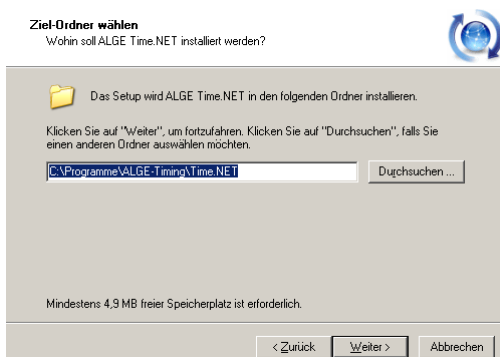 Ziel-Ordner wählen
Wohin soll ALGE Time.NET installiert werden?
Das Setup wird ALGE Time.NET in den folgenden Ordner installieren.
Klicken Sie auf "Weiter", um fortzufahren. Klicken Sie auf "Durchsuchen", falls Sie
einen anderen Ordner auswählen möchten.
C:\Programme\ALGE-Timing\Time.NET
Durchsuchen ...
Mindestens 4,9 MB freier Speicherplatz ist erforderlich.
< Zurück
Weiter >
Abbrechen